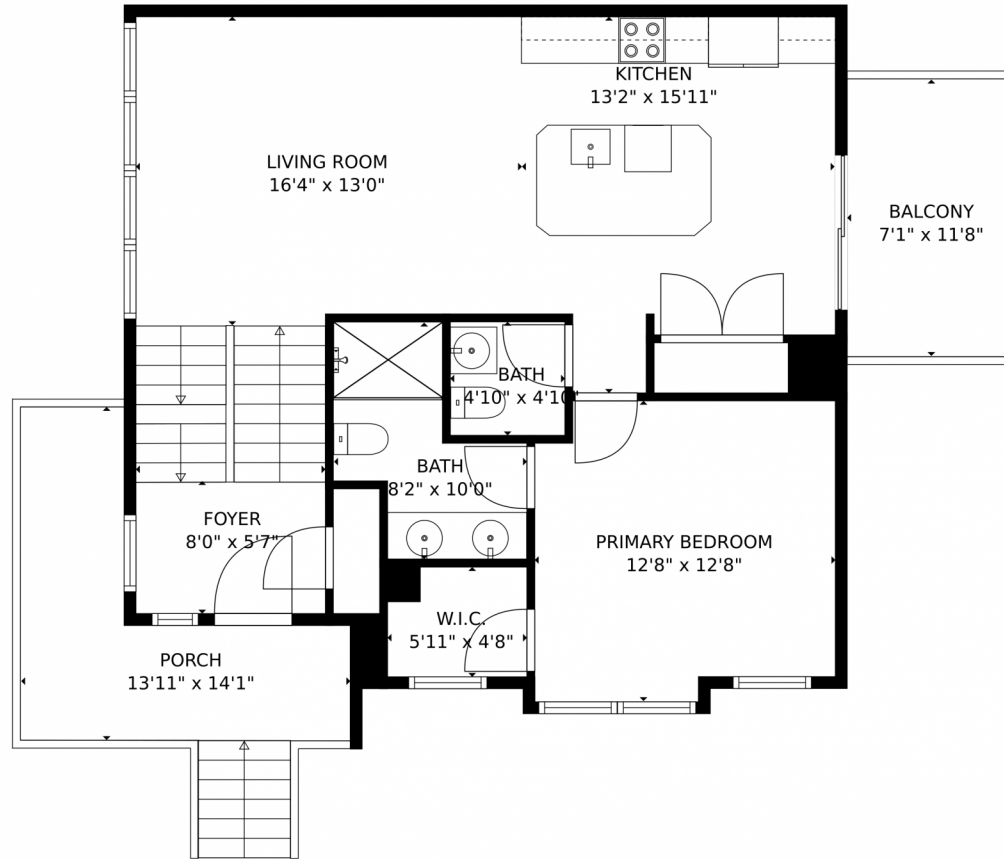 KITCHEN
13'2" x 15'11"
LIVING ROOM
16'4" x 13'0"
BALCONY
7'1" x 11'8"
BATH
4'10" x 4'10"
BATH
8'2" x 10'0"
FOYER
8'0" x 5'7"
PRIMARY BEDROOM
12'8" x 12'8"
W.I.C.
5'11" x 4'8"
PORCH
13'11" x 14'1"